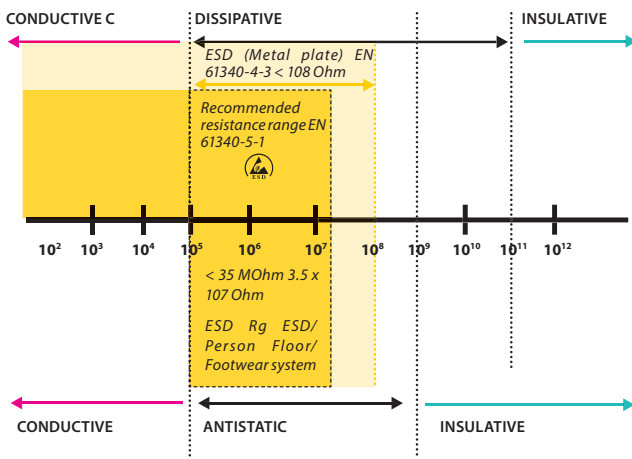 CONDUCTIVE C
DISSIPATIVE
INSULATIVE
ESD (Metal plate) EN
61340-4-3 < 108 Ohm
Recommended
resistance range EN
61340-5-1
ESD
10²
10³
10⁴
10⁵
10⁶
10⁷
10⁸
10⁹
10¹⁰
10¹¹
10¹²
< 35 MOhm 3.5 x
107 Ohm
ESD Rg ESD/
Person Floor/
Footwear system
CONDUCTIVE
ANTISTATIC
INSULATIVE